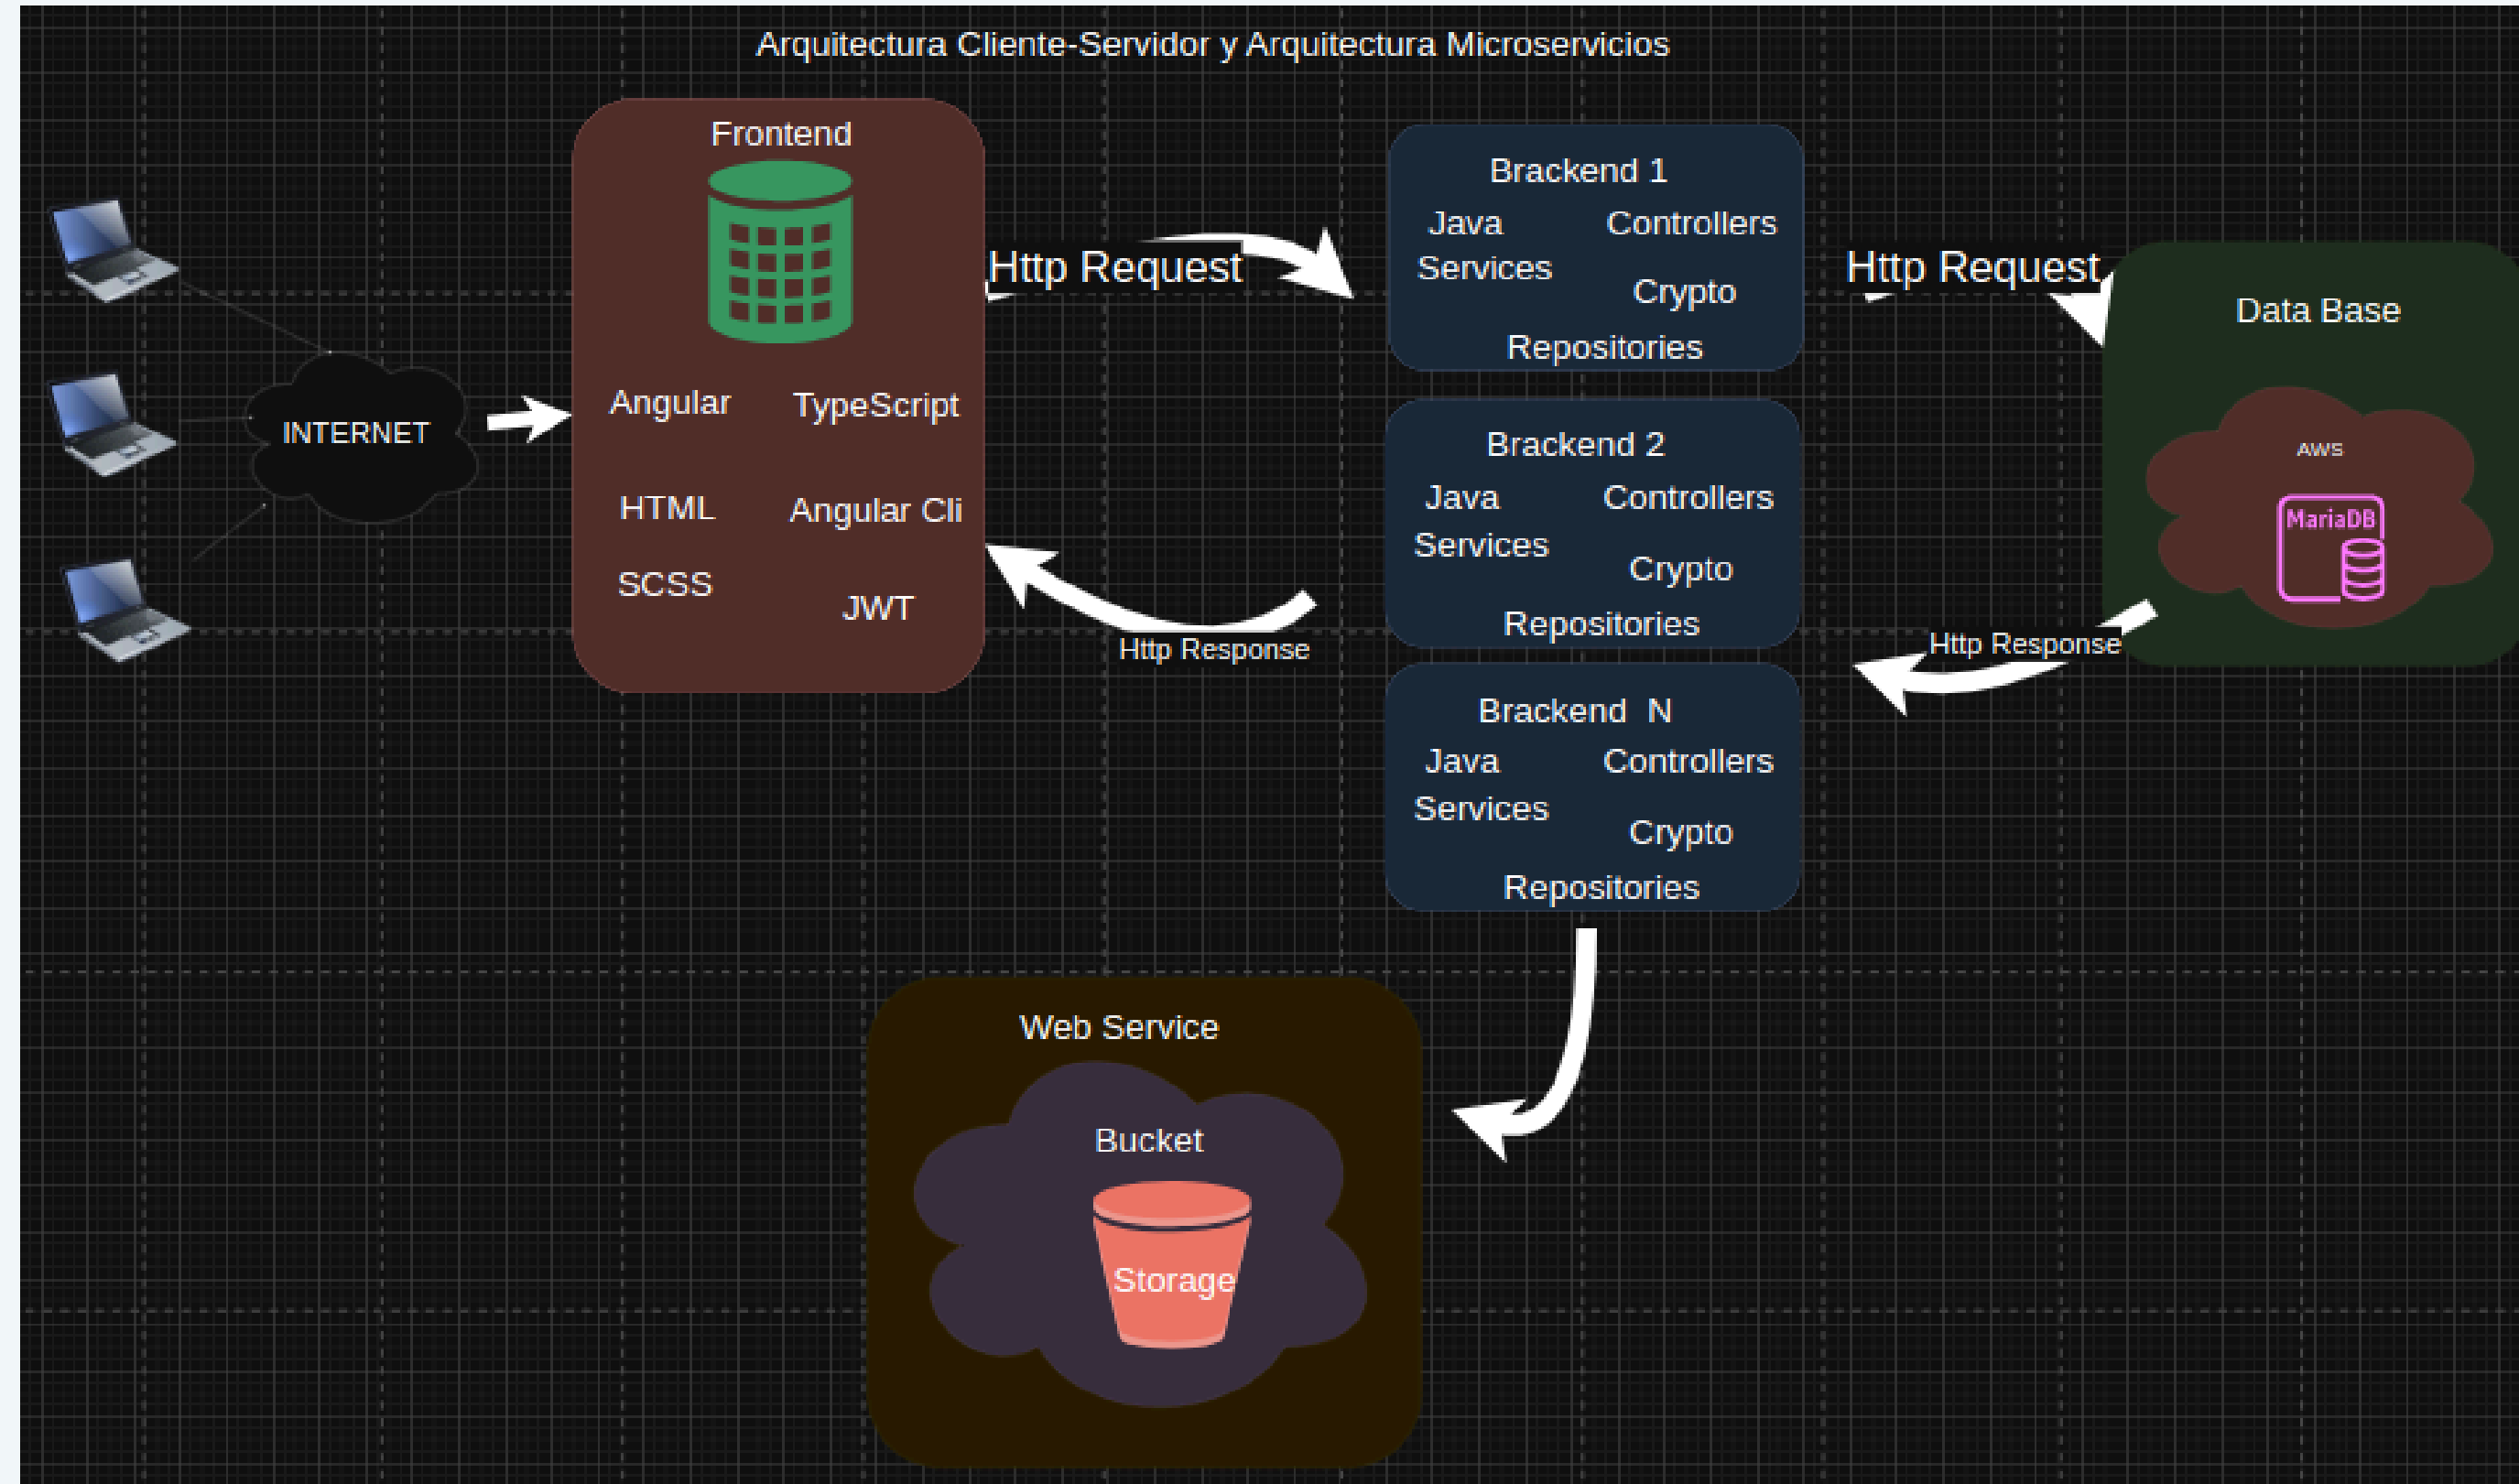 Arquitectura Cliente-Servidor y Arquitectura Microservicios
INTERNET
Frontend
Angular
TypeScript
HTML
Angular Cli
SCSS
JWT
Http Request
Http Response
Brackend 1
Java
Controllers
Services
Crypto
Repositories
Brackend 2
Java
Controllers
Services
Crypto
Repositories
Brackend  N
Java
Controllers
Services
Crypto
Repositories
Http Request
Http Response
Data Base
AWS
MariaDB
Web Service
Bucket
Storage